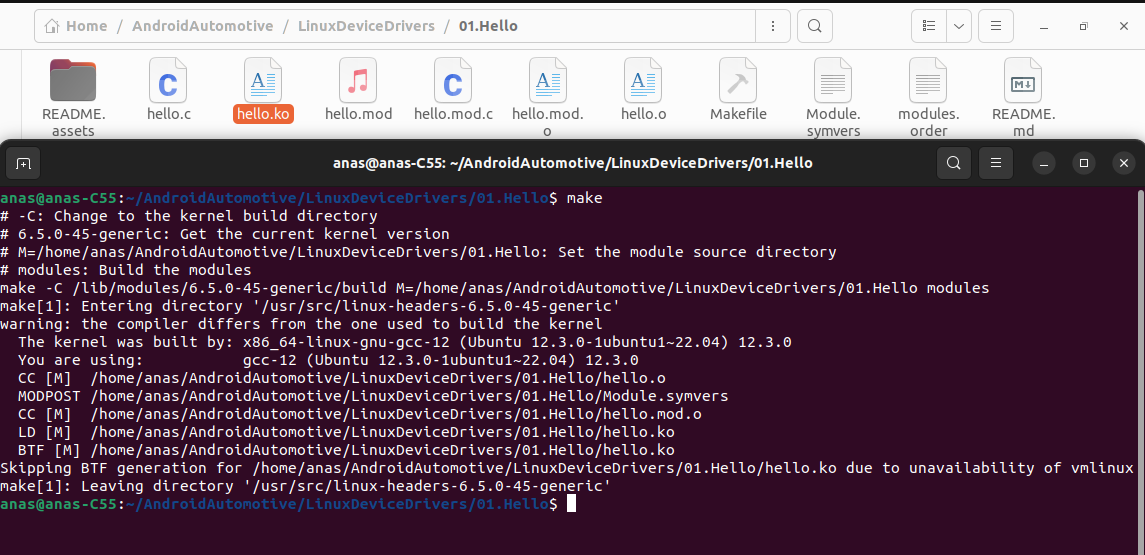 Home / AndroidAutomotive / LinuxDeviceDrivers / 01.Hello
README.assets
hello.c
hello.ko
hello.mod
hello.mod.c
hello.mod.o
hello.o
Makefile
Module.symvers
modules.order
README.md
anas@anas-C55: ~/AndroidAutomotive/LinuxDeviceDrivers/01.Hello
anas@anas-C55:~/AndroidAutomotive/LinuxDeviceDrivers/01.Hello$ make
# -C: Change to the kernel build directory
# 6.5.0-45-generic: Get the current kernel version
# M=/home/anas/AndroidAutomotive/LinuxDeviceDrivers/01.Hello: Set the module source directory
# modules: Build the modules
make -C /lib/modules/6.5.0-45-generic/build M=/home/anas/AndroidAutomotive/LinuxDeviceDrivers/01.Hello modules
make[1]: Entering directory '/usr/src/linux-headers-6.5.0-45-generic'
warning: the compiler differs from the one used to build the kernel
  The kernel was built by: x86_64-linux-gnu-gcc-12 (Ubuntu 12.3.0-1ubuntu1~22.04) 12.3.0
  You are using:           gcc-12 (Ubuntu 12.3.0-1ubuntu1~22.04) 12.3.0
  CC [M]  /home/anas/AndroidAutomotive/LinuxDeviceDrivers/01.Hello/hello.o
  MODPOST /home/anas/AndroidAutomotive/LinuxDeviceDrivers/01.Hello/Module.symvers
  CC [M]  /home/anas/AndroidAutomotive/LinuxDeviceDrivers/01.Hello/hello.mod.o
  LD [M]  /home/anas/AndroidAutomotive/LinuxDeviceDrivers/01.Hello/hello.ko
  BTF [M] /home/anas/AndroidAutomotive/LinuxDeviceDrivers/01.Hello/hello.ko
Skipping BTF generation for /home/anas/AndroidAutomotive/LinuxDeviceDrivers/01.Hello/hello.ko due to unavailability of vmlinux
make[1]: Leaving directory '/usr/src/linux-headers-6.5.0-45-generic'
anas@anas-C55:~/AndroidAutomotive/LinuxDeviceDrivers/01.Hello$